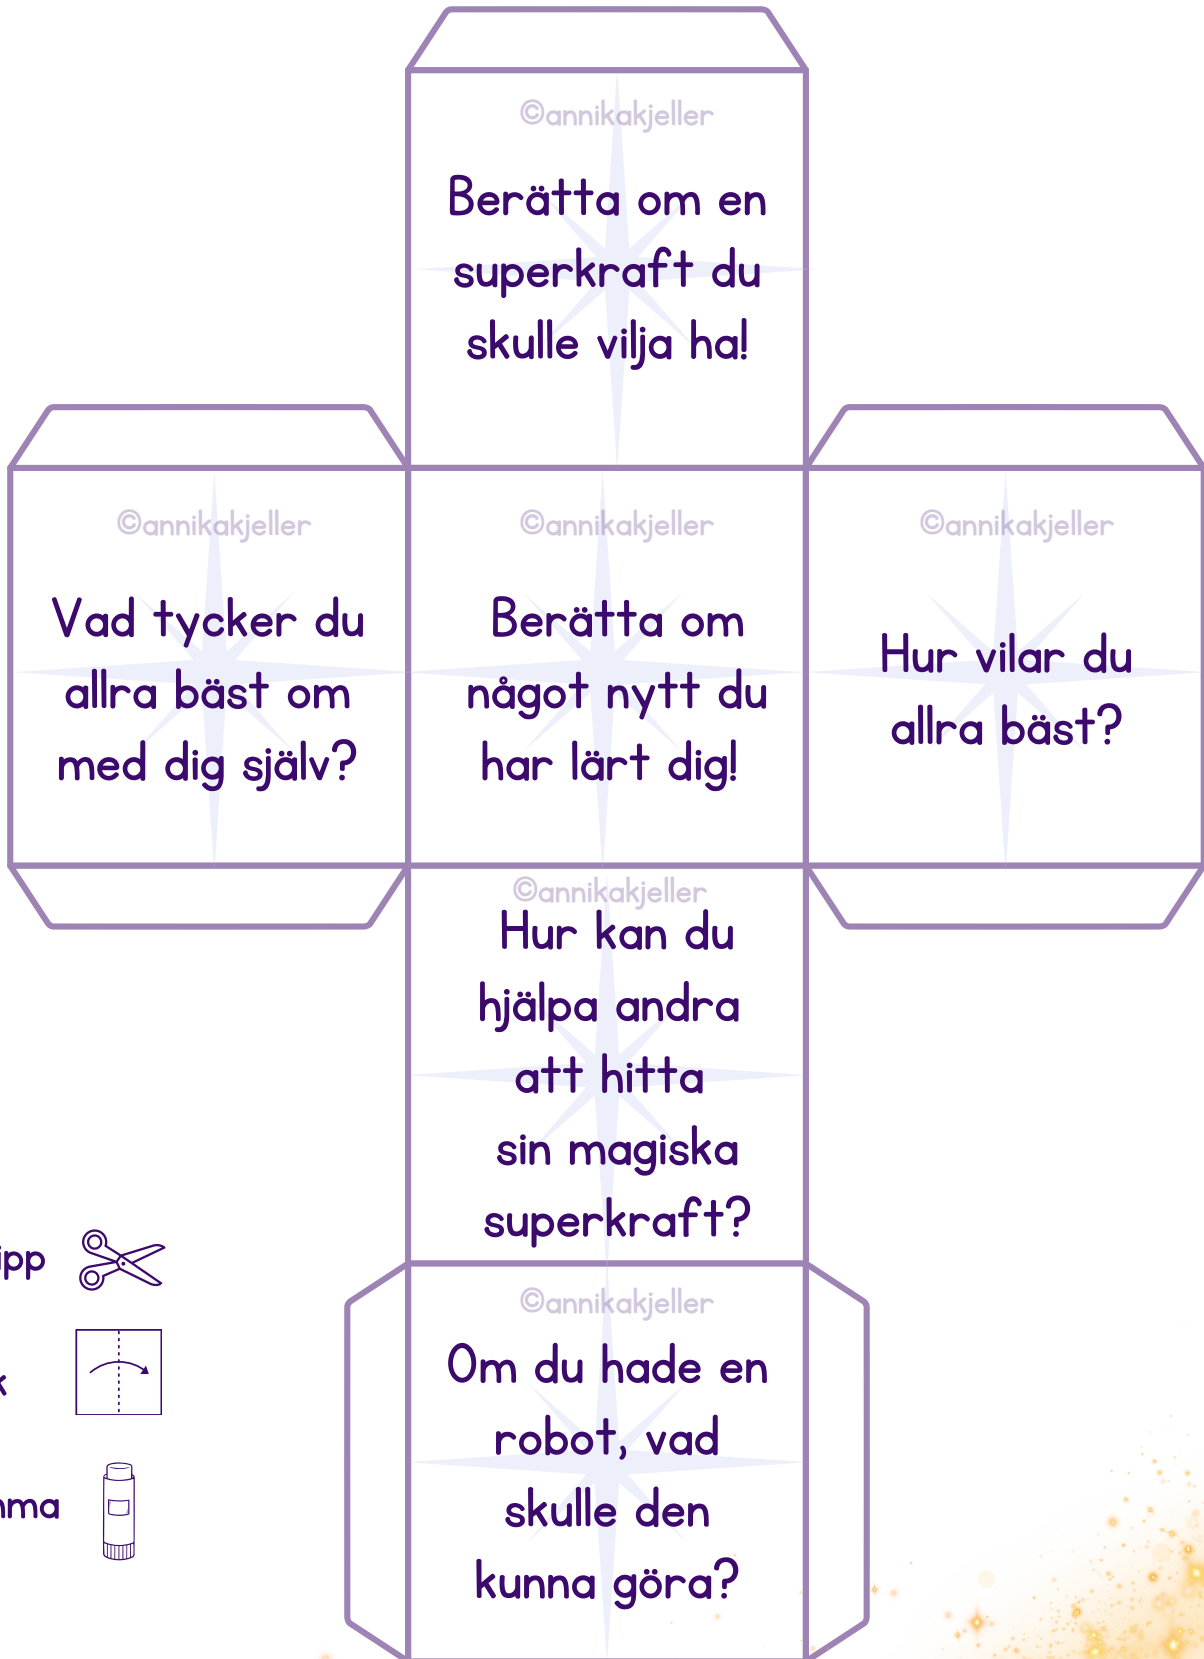 ©annikakjeller
Berätta om en
superkraft du
skulle vilja ha!
©annikakjeller
Vad tycker du
allra bäst om
med dig själv?
©annikakjeller
Berätta om
något nytt du
har lärt dig!
©annikakjeller
Hur vilar du
allra bäst?
©annikakjeller
Hur kan du
hjälpa andra
att hitta
sin magiska
superkraft?
©annikakjeller
Om du hade en
robot, vad
skulle den
kunna göra?